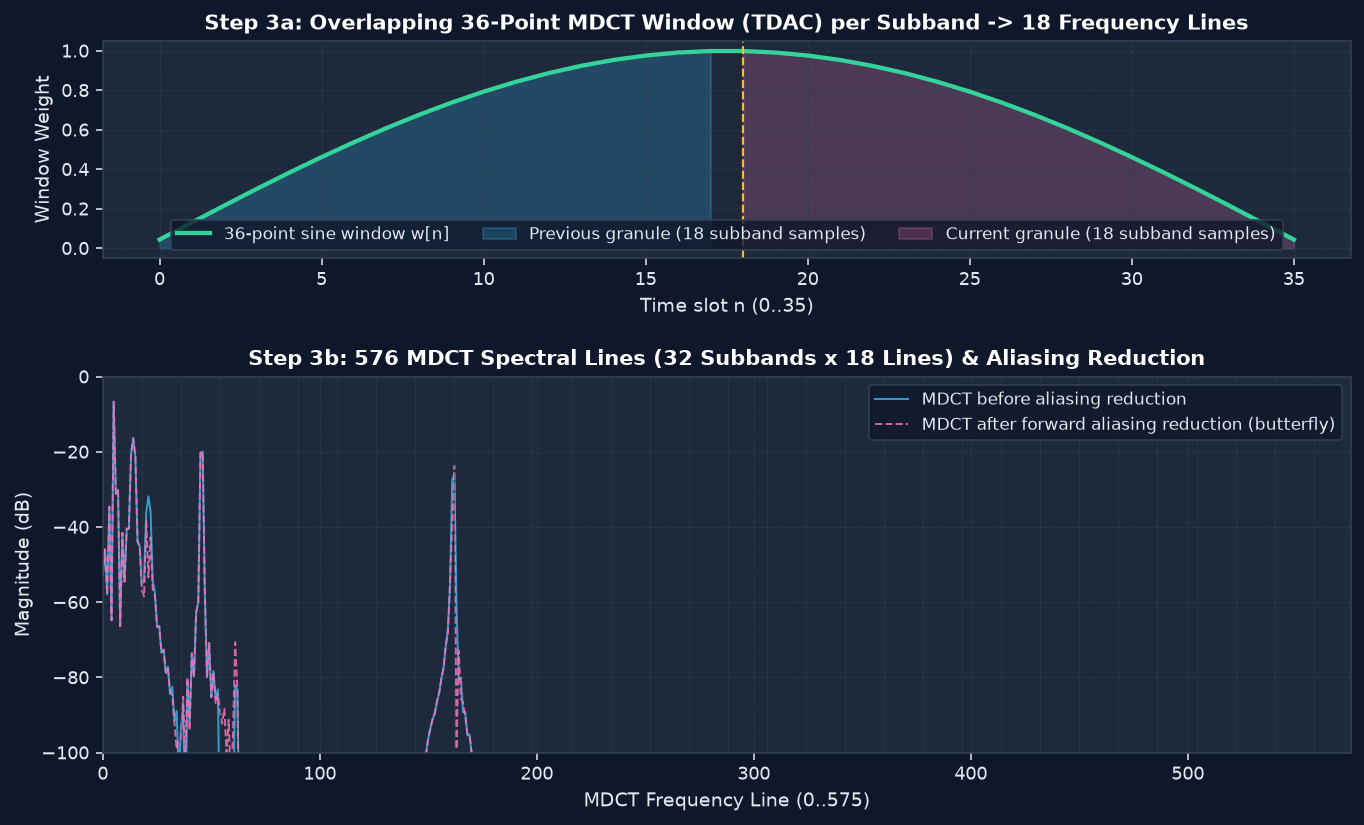 Step 3a: Overlapping 36-Point MDCT Window (TDAC) per Subband -> 18 Frequency Lines
Window Weight
1.0
0.8
0.6
0.4
0.2
0.0
36-point sine window w[n]
Previous granule (18 subband samples)
Current granule (18 subband samples)
0 5 10 15 20 25 30 35
Time slot n (0..35)
Step 3b: 576 MDCT Spectral Lines (32 Subbands x 18 Lines) & Aliasing Reduction
Magnitude (dB)
0
−20
−40
−60
−80
−100
MDCT before aliasing reduction
MDCT after forward aliasing reduction (butterfly)
0 100 200 300 400 500
MDCT Frequency Line (0..575)